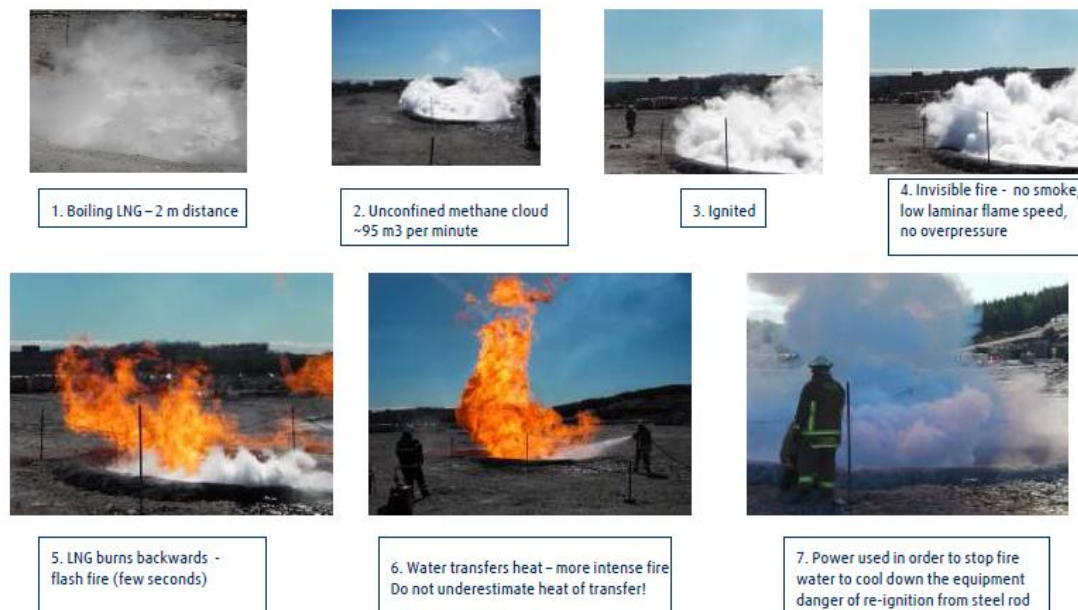 1. Boiling LNG – 2 m distance
2. Unconfined methane cloud
~95 m3 per minute
3. Ignited
4. Invisible fire - no smoke,
low laminar flame speed,
no overpressure
5. LNG burns backwards -
flash fire (few seconds)
6. Water transfers heat – more intense fire
Do not underestimate heat of transfer!
7. Power used in order to stop fire
water to cool down the equipment
danger of re-ignition from steel rod